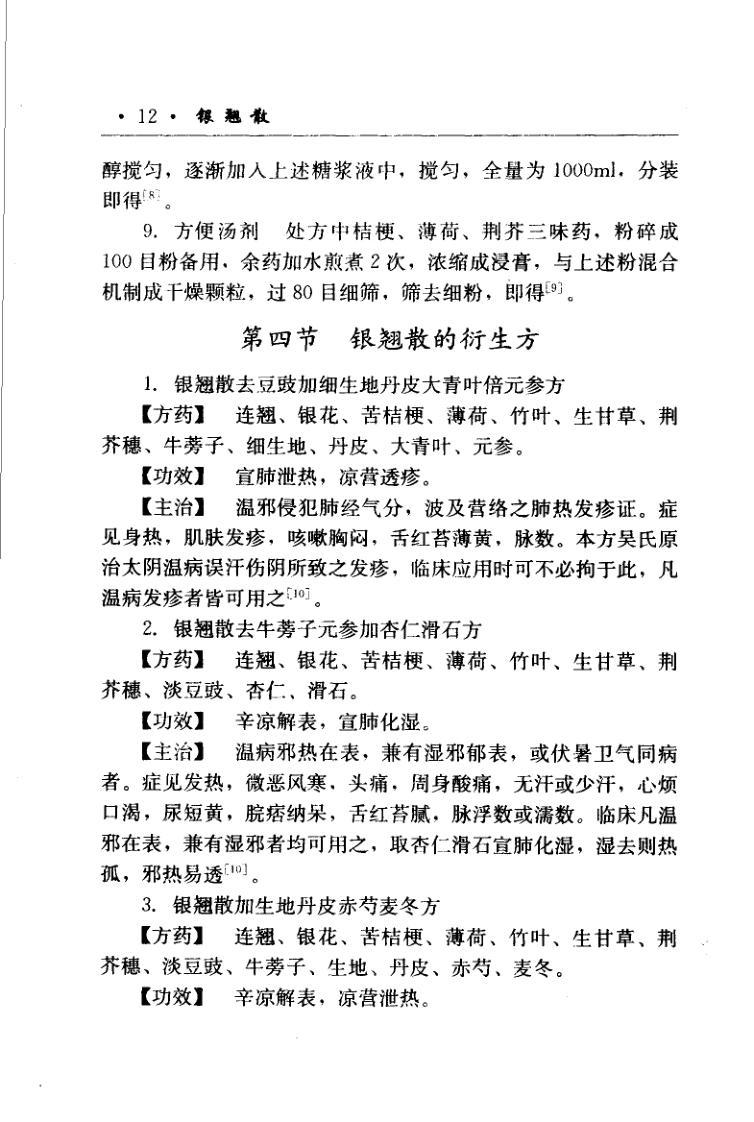 ·12· 银翘散
醇搅匀，逐渐加入上述糖浆液中，搅匀，全量为1000ml，分装
即得[8]。
9. 方便汤剂 处方中桔梗、薄荷、荆芥三味药，粉碎成
100目粉备用，余药加水煎煮2次，浓缩成浸膏，与上述粉混合
机制成干燥颗粒，过80目细筛，筛去细粉，即得[9]。
第四节 银翘散的衍生方
1. 银翘散去豆豉加细生地丹皮大青叶倍元参方
【方药】 连翘、银花、苦桔梗、薄荷、竹叶、生甘草、荆
芥穗、牛蒡子、细生地、丹皮、大青叶、元参。
【功效】 宣肺泄热，凉营透疹。
【主治】 温邪侵犯肺经气分，波及营络之肺热发疹证。症
见身热，肌肤发疹，咳嗽胸闷，舌红苔薄黄，脉数。本方吴氏原
治太阴温病误汗伤阴所致之发疹，临床应用时可不必拘于此，凡
温病发疹者皆可用之[10]。
2. 银翘散去牛蒡子元参加杏仁滑石方
【方药】 连翘、银花、苦桔梗、薄荷、竹叶、生甘草、荆
芥穗、淡豆豉、杏仁、滑石。
【功效】 辛凉解表，宣肺化湿。
【主治】 温病邪热在表，兼有湿邪郁表，或伏暑卫气同病
者。症见发热，微恶风寒，头痛，周身酸痛，无汗或少汗，心烦
口渴，尿短黄，脘痞纳呆，舌红苔腻，脉浮数或濡数。临床凡温
邪在表，兼有湿邪者均可用之，取杏仁滑石宣肺化湿，湿去则热
孤，邪热易透[10]。
3. 银翘散加生地丹皮赤芍麦冬方
【方药】 连翘、银花、苦桔梗、薄荷、竹叶、生甘草、荆
芥穗、淡豆豉、牛蒡子、生地、丹皮、赤芍、麦冬。
【功效】 辛凉解表，凉营泄热。